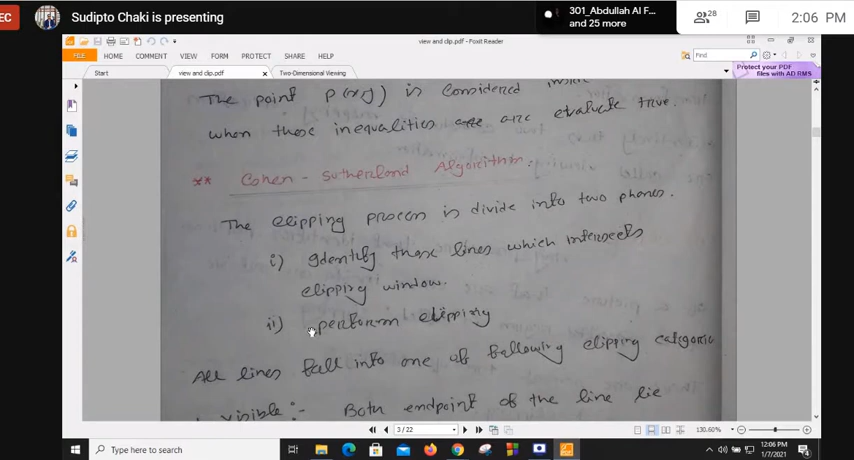 REC
Sudipto Chaki is presenting
301_Abdullah Al F...
and 25 more
28
2:06 PM
view and clip.pdf - Foxit Reader
FILE HOME COMMENT VIEW FORM PROTECT SHARE HELP
Find
Start view and clip.pdf Two-Dimensional Viewing
Protect your PDF
files with AD RMS
The point P(x,y) is considered
when these inequalities are are evaluate true.
** Cohen - Sutherland Algorithm:
The clipping process is divide into two phases.
i) Identify those lines which intersects
clipping window.
ii) perform clipping
All lines fall into one of following clipping categorie
visible:- Both endpoint of the line lie
3 / 22
130.60%
Type here to search
12:06 PM
1/7/2021